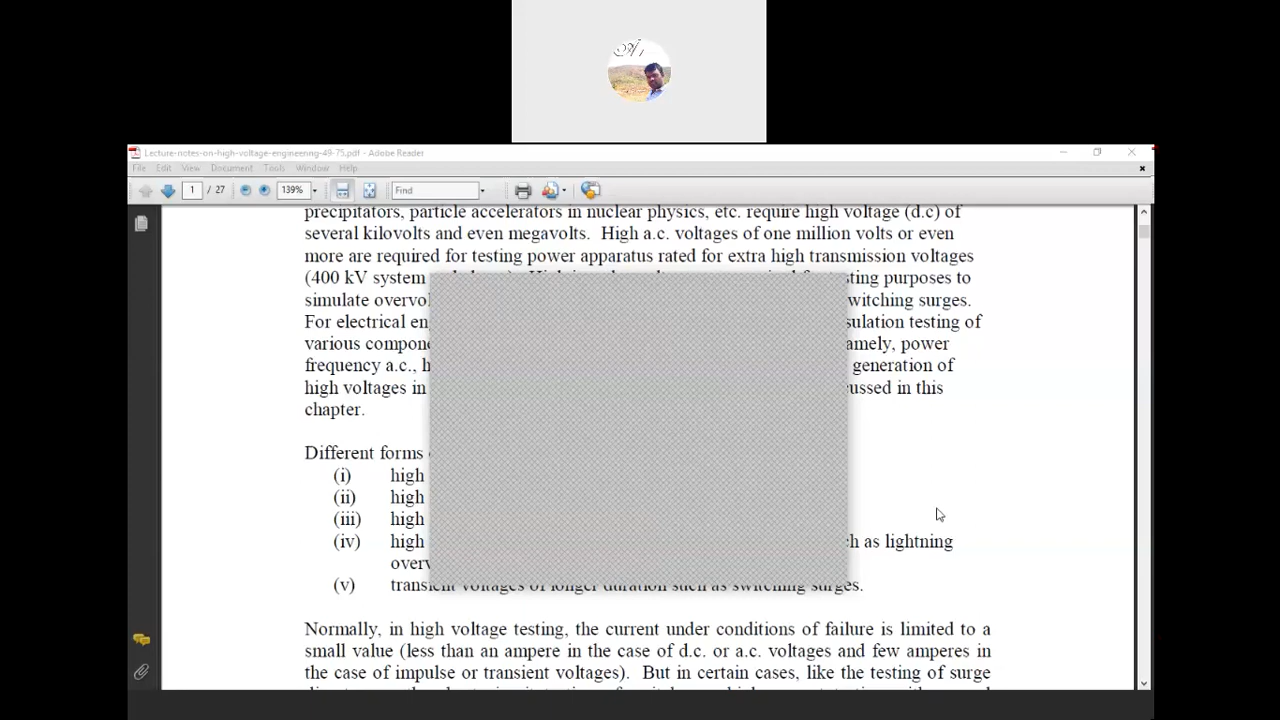 A
Lecture-notes-on-high-voltage-engineering-49-75.pdf - Adobe Reader
File Edit View Document Tools Window Help
1 / 27 139% Find
precipitators, particle accelerators in nuclear physics, etc. require high voltage (d.c) of
several kilovolts and even megavolts. High a.c. voltages of one million volts or even
more are required for testing power apparatus rated for extra high transmission voltages
(400 kV system sting purposes to
simulate overvol witching surges.
For electrical en sulation testing of
various compone amely, power
frequency a.c., h generation of
high voltages in cussed in this
chapter.
Different forms
(i) high
(ii) high
(iii) high
(iv) high ch as lightning
overv
(v) transient voltages of longer duration such as switching surges.
Normally, in high voltage testing, the current under conditions of failure is limited to a
small value (less than an ampere in the case of d.c. or a.c. voltages and few amperes in
the case of impulse or transient voltages). But in certain cases, like the testing of surge